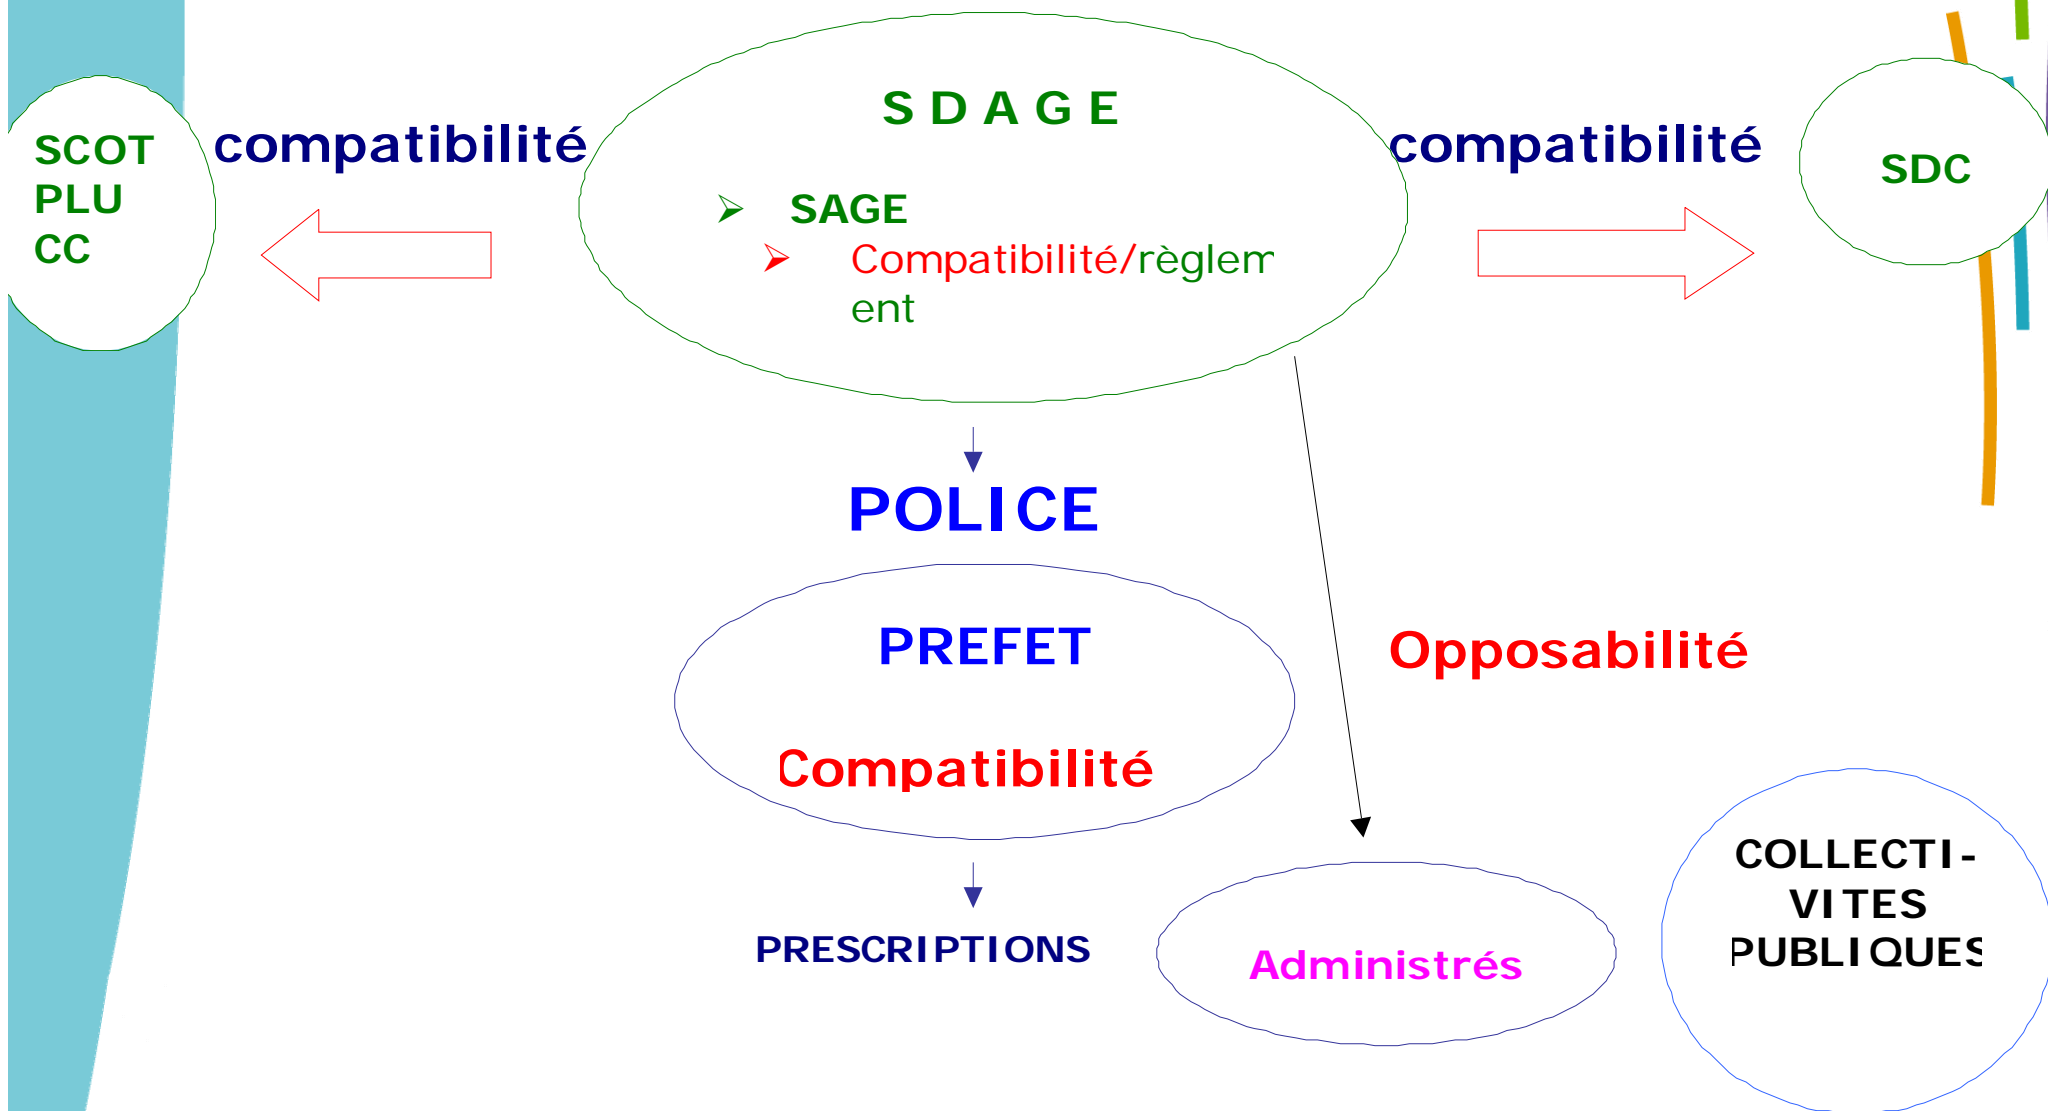 S D A G E
compatibilité
compatibilité
SCOT
PLU
CC
SDC
SAGE
Compatibilité/règlem
ent
POLICE
PREFET
Opposabilité
Compatibilité
COLLECTI-
VITES
PUBLIQUES
PRESCRIPTIONS
Administrés